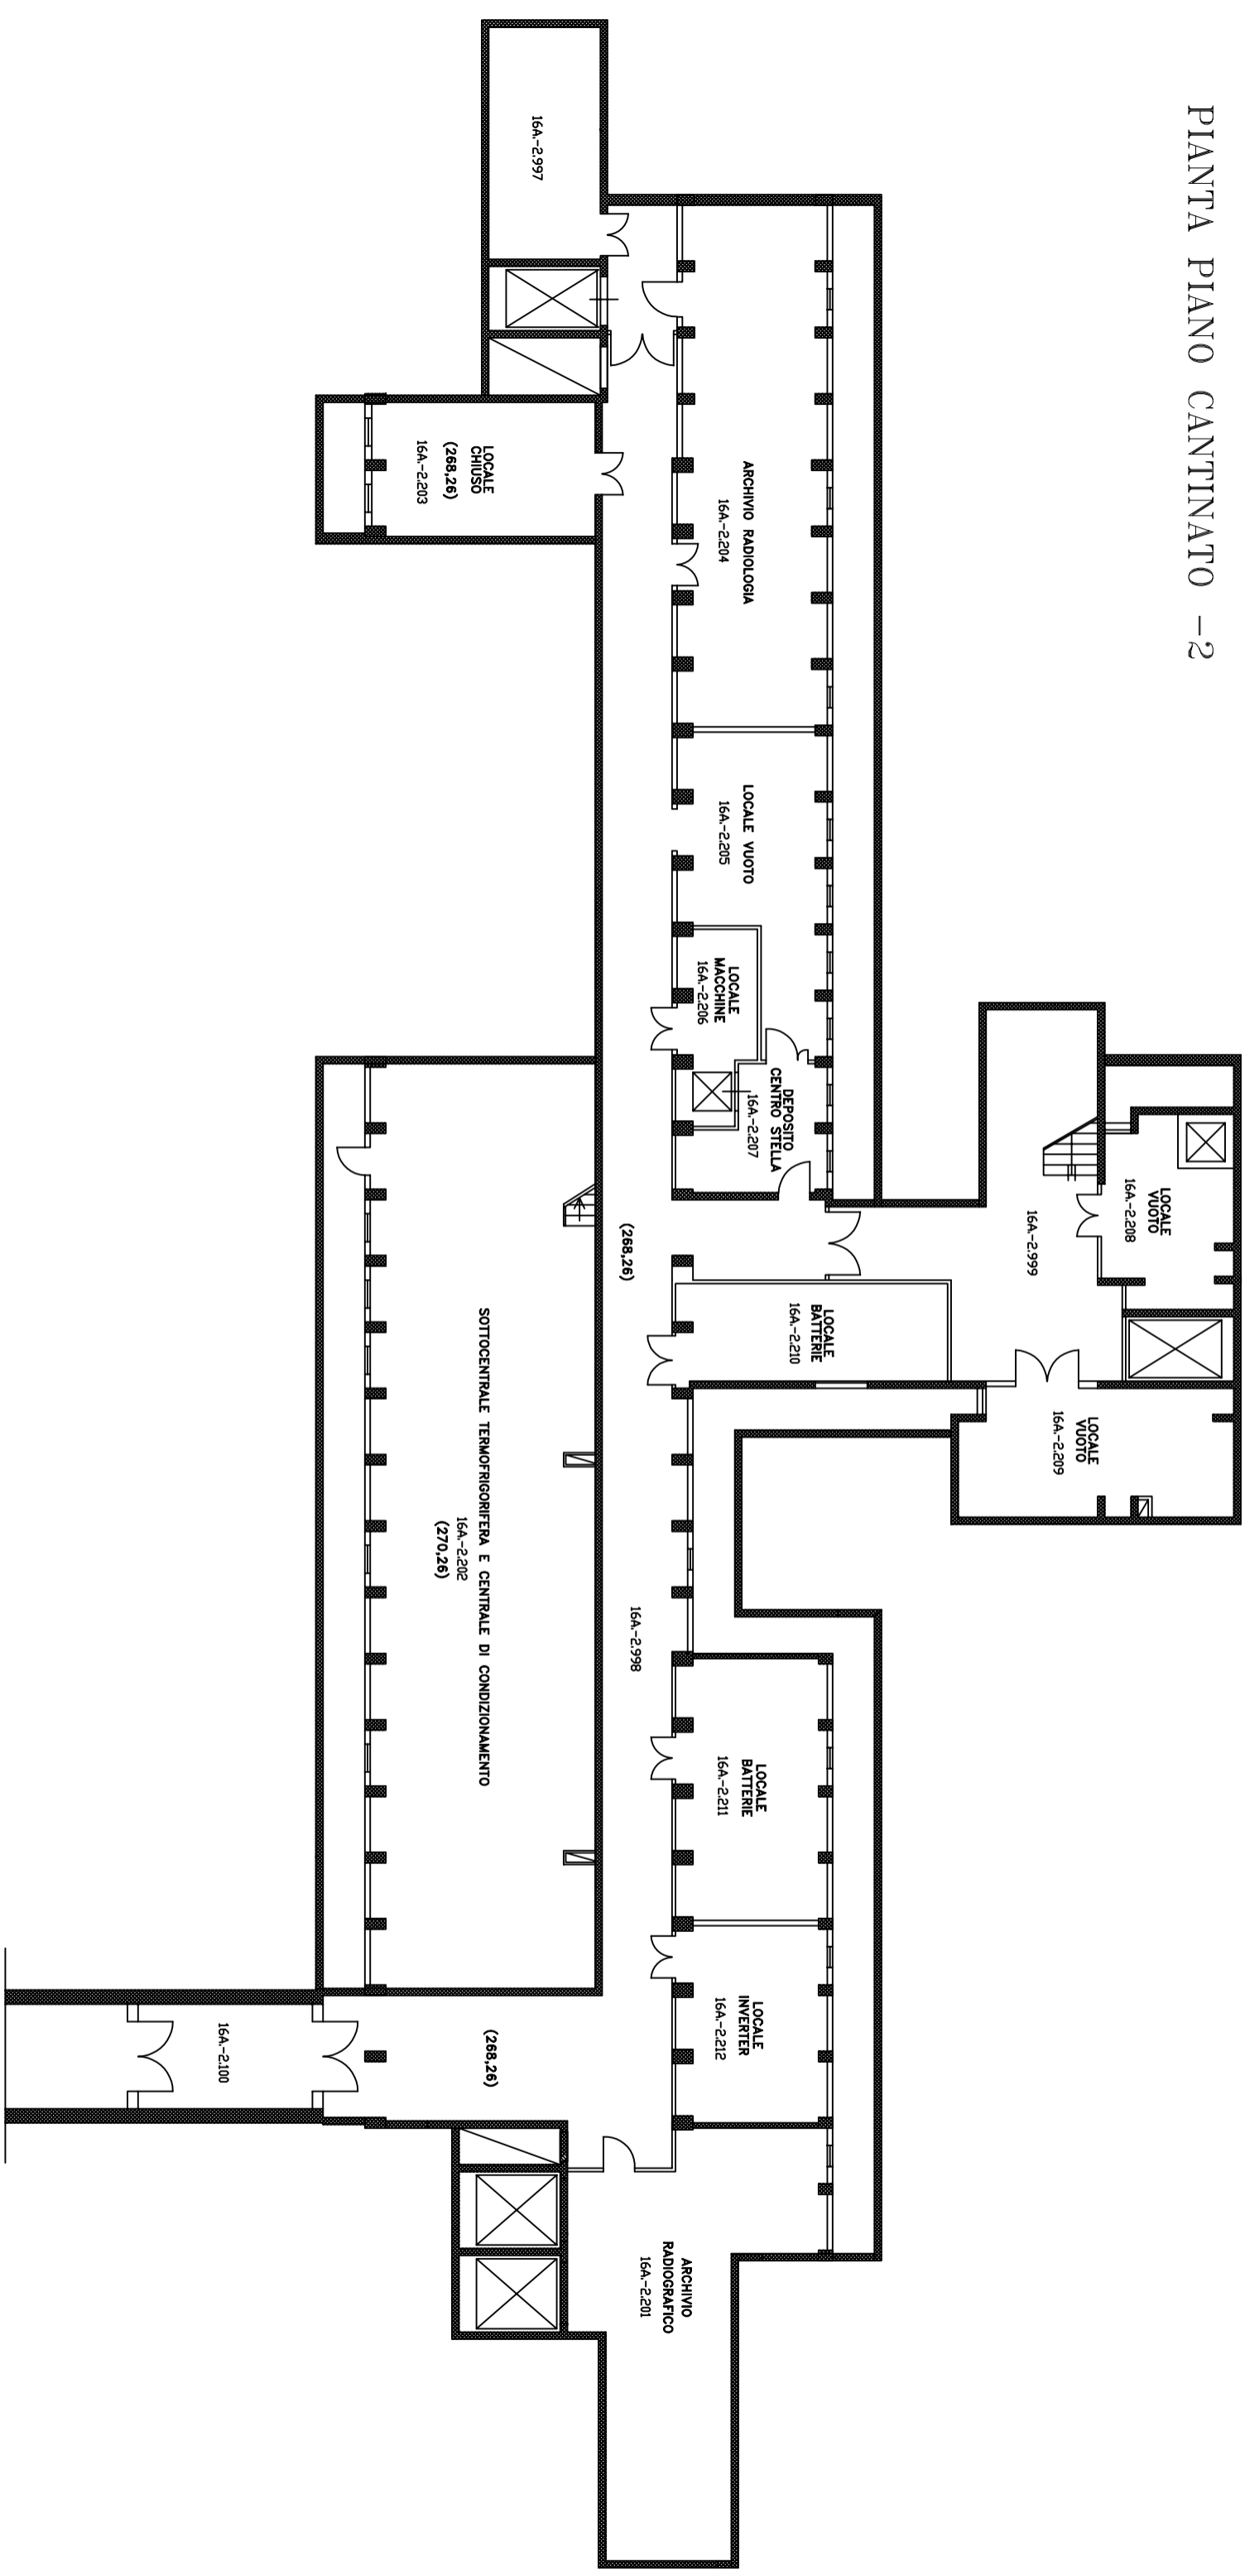 PIANTA PIANO CANTINATO -2
16A.-2.997
LOCALE
CHIUSO
(268,26)
16A.-2.203
ARCHIVIO RADIOLOGIA
16A.-2.204
LOCALE VUOTO
16A.-2.205
LOCALE
MACCHINE
16A.-2.206
DEPOSITO
CENTRO STELLA
16A.-2.207
LOCALE
VUOTO
16A.-2.208
16A.-2.999
(268,26)
LOCALE
BATTERIE
16A.-2.210
LOCALE
VUOTO
16A.-2.209
SOTTOCENTRALE TERMOFRIGORIFERA E CENTRALE DI CONDIZIONAMENTO
16A.-2.202
(270,26)
16A.-2.998
LOCALE
BATTERIE
16A.-2.211
LOCALE
INVERTER
16A.-2.212
(268,26)
16A.-2.100
ARCHIVIO
RADIOGRAFICO
16A.-2.201